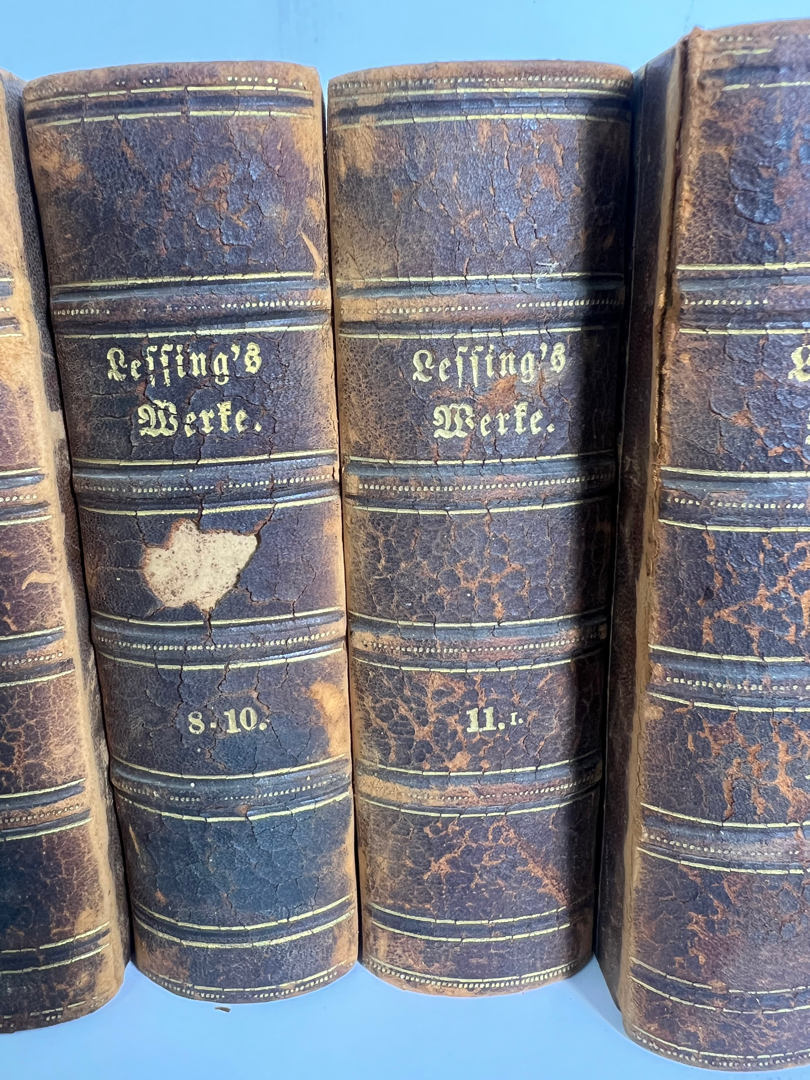 Lessing's
Werke.
8-10.
Lessing's
Werke.
11.I.
L